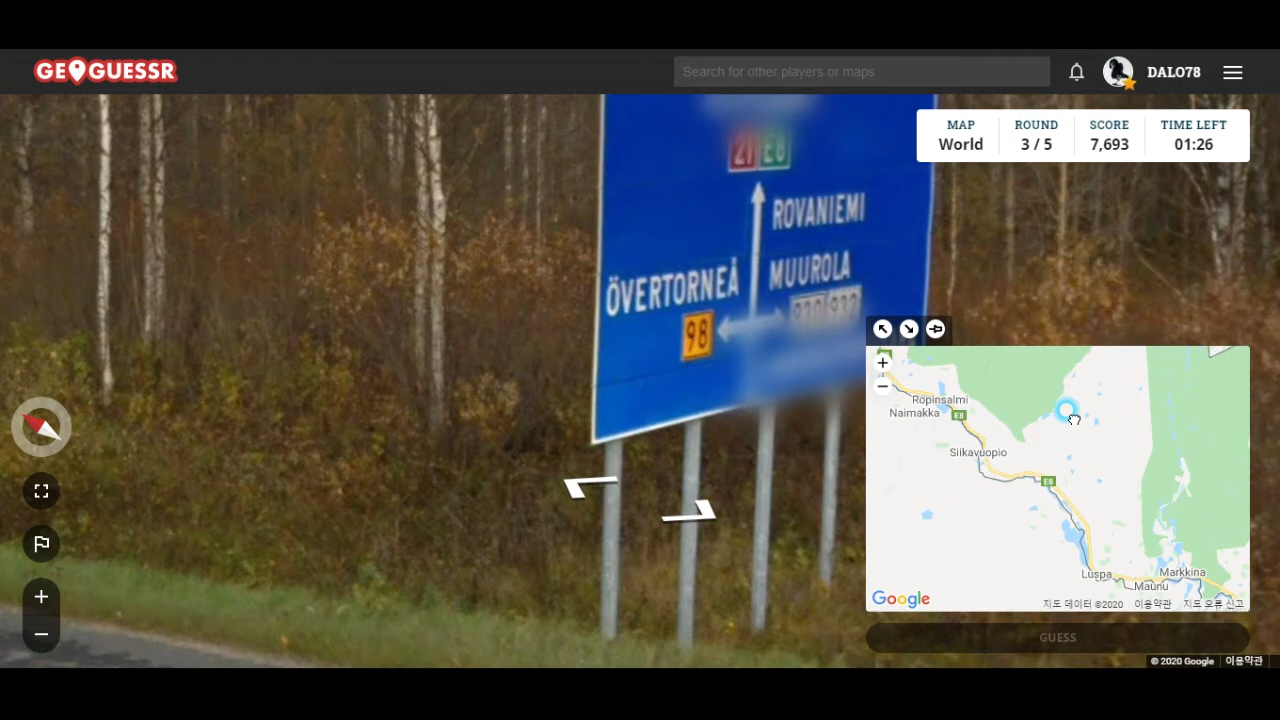 GEOGUESSR
Search for other players or maps
DALO78
MAP
World
ROUND
3 / 5
SCORE
7,693
TIME LEFT
01:26
21 E8
ROVANIEMI
MUUROLA
ÖVERTORNEÅ
98
930 932
Ropinsalmi
Naimakka
E8
Siikavuopio
E8
Luspa
Markkina
Maunu
Google
지도 데이터 ©2020
이용약관
지도 오류 신고
GUESS
© 2020 Google
이용약관